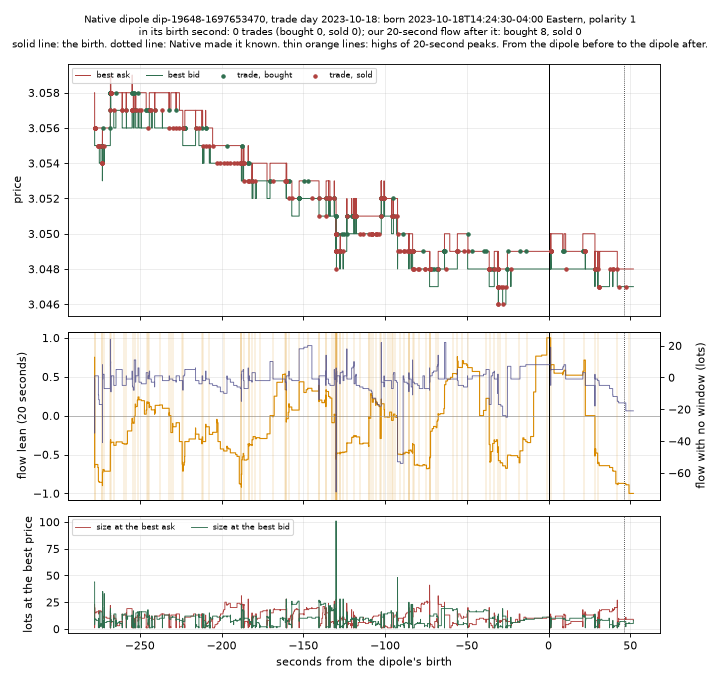 Native dipole dip-19648-1697653470, trade day 2023-10-18: born 2023-10-18T14:24:30-04:00 Eastern, polarity 1
in its birth second: 0 trades (bought 0, sold 0); our 20-second flow after it: bought 8, sold 0
solid line: the birth. dotted line: Native made it known. thin orange lines: highs of 20-second peaks. From the dipole before to the dipole after.
best ask
best bid
trade, bought
trade, sold
3.058
3.056
3.054
3.052
3.050
3.048
3.046
price
1.0
0.5
0.0
−0.5
−1.0
flow lean (20 seconds)
20
0
−20
−40
−60
flow with no window (lots)
size at the best ask
size at the best bid
100
75
50
25
0
lots at the best price
−250
−200
−150
−100
−50
0
50
seconds from the dipole's birth